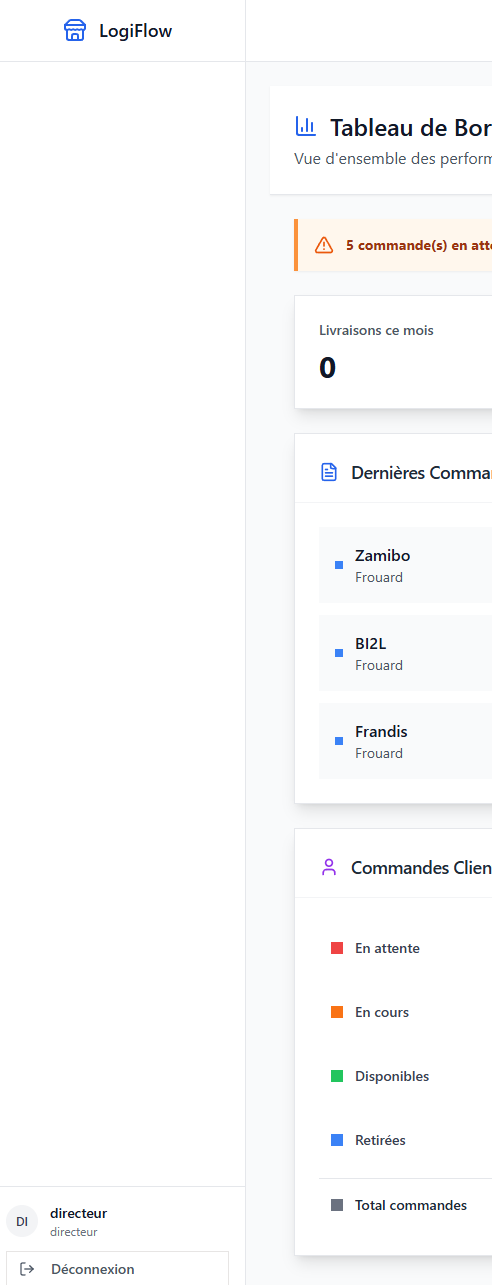 LogiFlow
Tableau de Bor
Vue d'ensemble des perform
5 commande(s) en atte
Livraisons ce mois
0
Dernières Comman
Zamibo
Frouard
BI2L
Frouard
Frandis
Frouard
Commandes Clien
En attente
En cours
Disponibles
Retirées
Total commandes
DI
directeur
directeur
Déconnexion